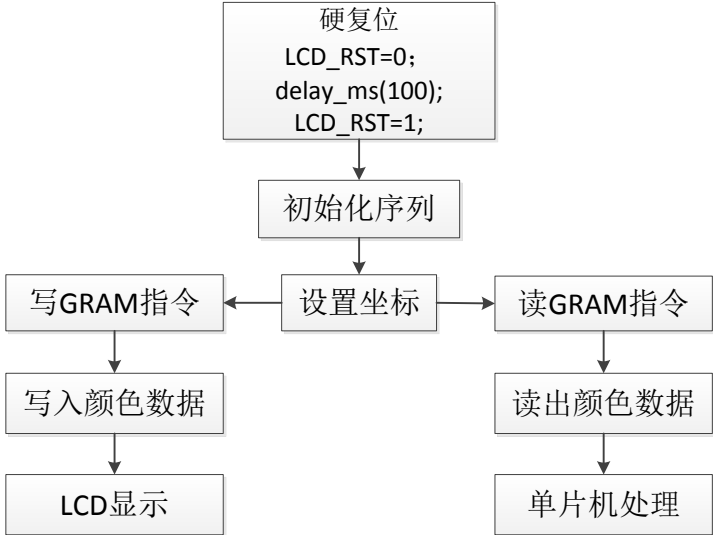 硬复位
LCD_RST=0；
delay_ms(100);
LCD_RST=1;
初始化序列
写GRAM指令
设置坐标
读GRAM指令
写入颜色数据
读出颜色数据
LCD显示
单片机处理